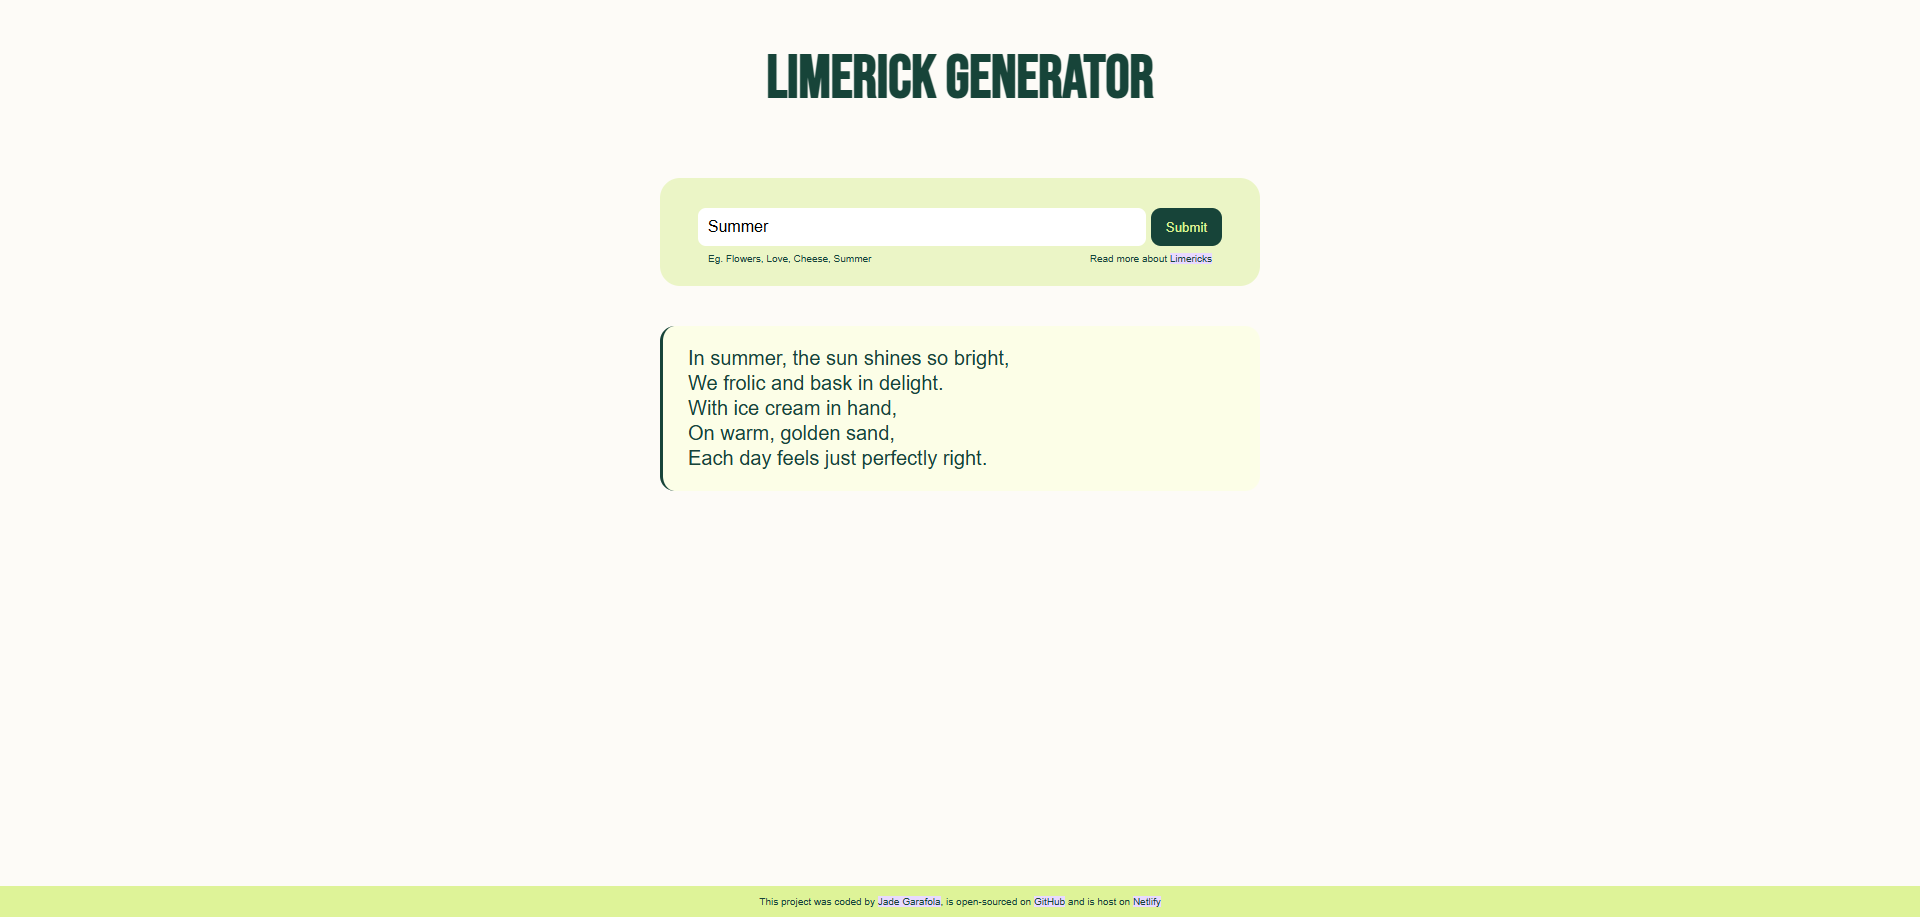 LIMERICK GENERATOR
Summer
Submit
Eg. Flowers, Love, Cheese, Summer
Read more about Limericks
In summer, the sun shines so bright,
We frolic and bask in delight.
With ice cream in hand,
On warm, golden sand,
Each day feels just perfectly right.
This project was coded by Jade Garafola, is open-sourced on GitHub and is host on Netlify